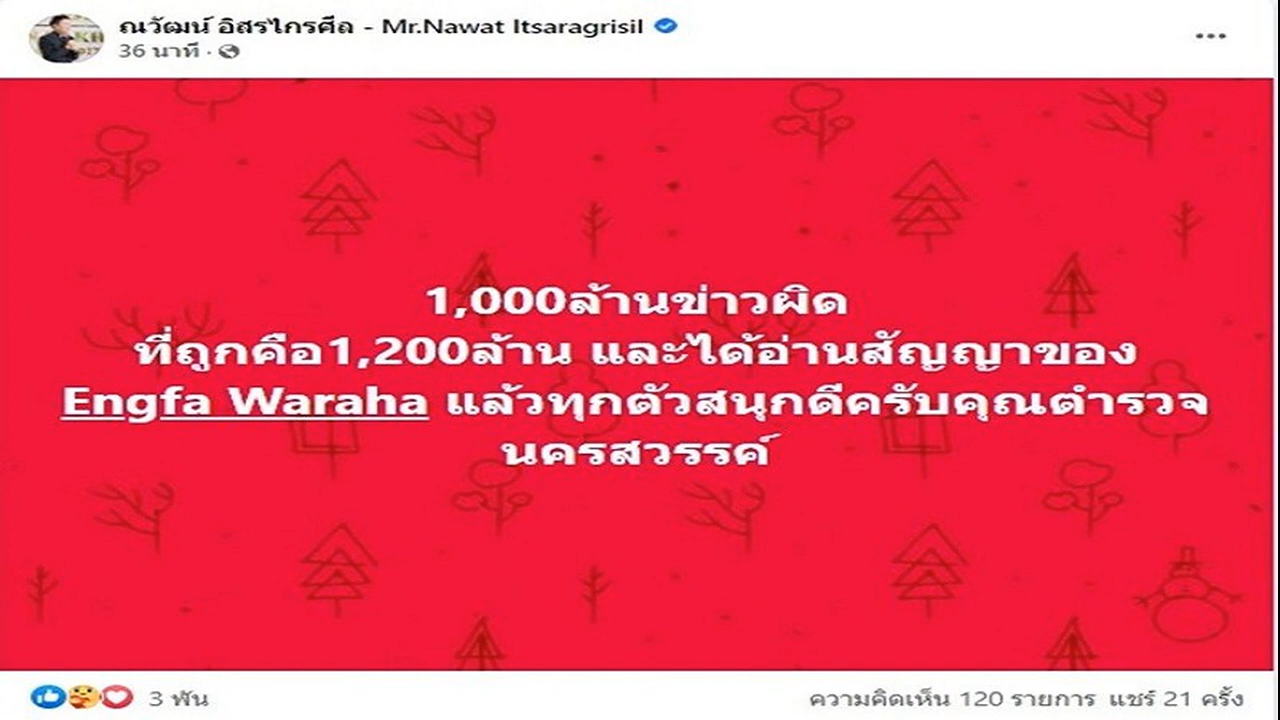 ณวัฒน์ อิสรไกรศีล - Mr.Nawat Itsaragrisil
36 นาที ·
1,000ล้านข่าวผิด
ที่ถูกคือ1,200ล้าน และได้อ่านสัญญาของ
Engfa Waraha แล้วทุกตัวสนุกดีครับคุณตำรวจ
นครสวรรค์
3 พัน
ความคิดเห็น 120 รายการ แชร์ 21 ครั้ง